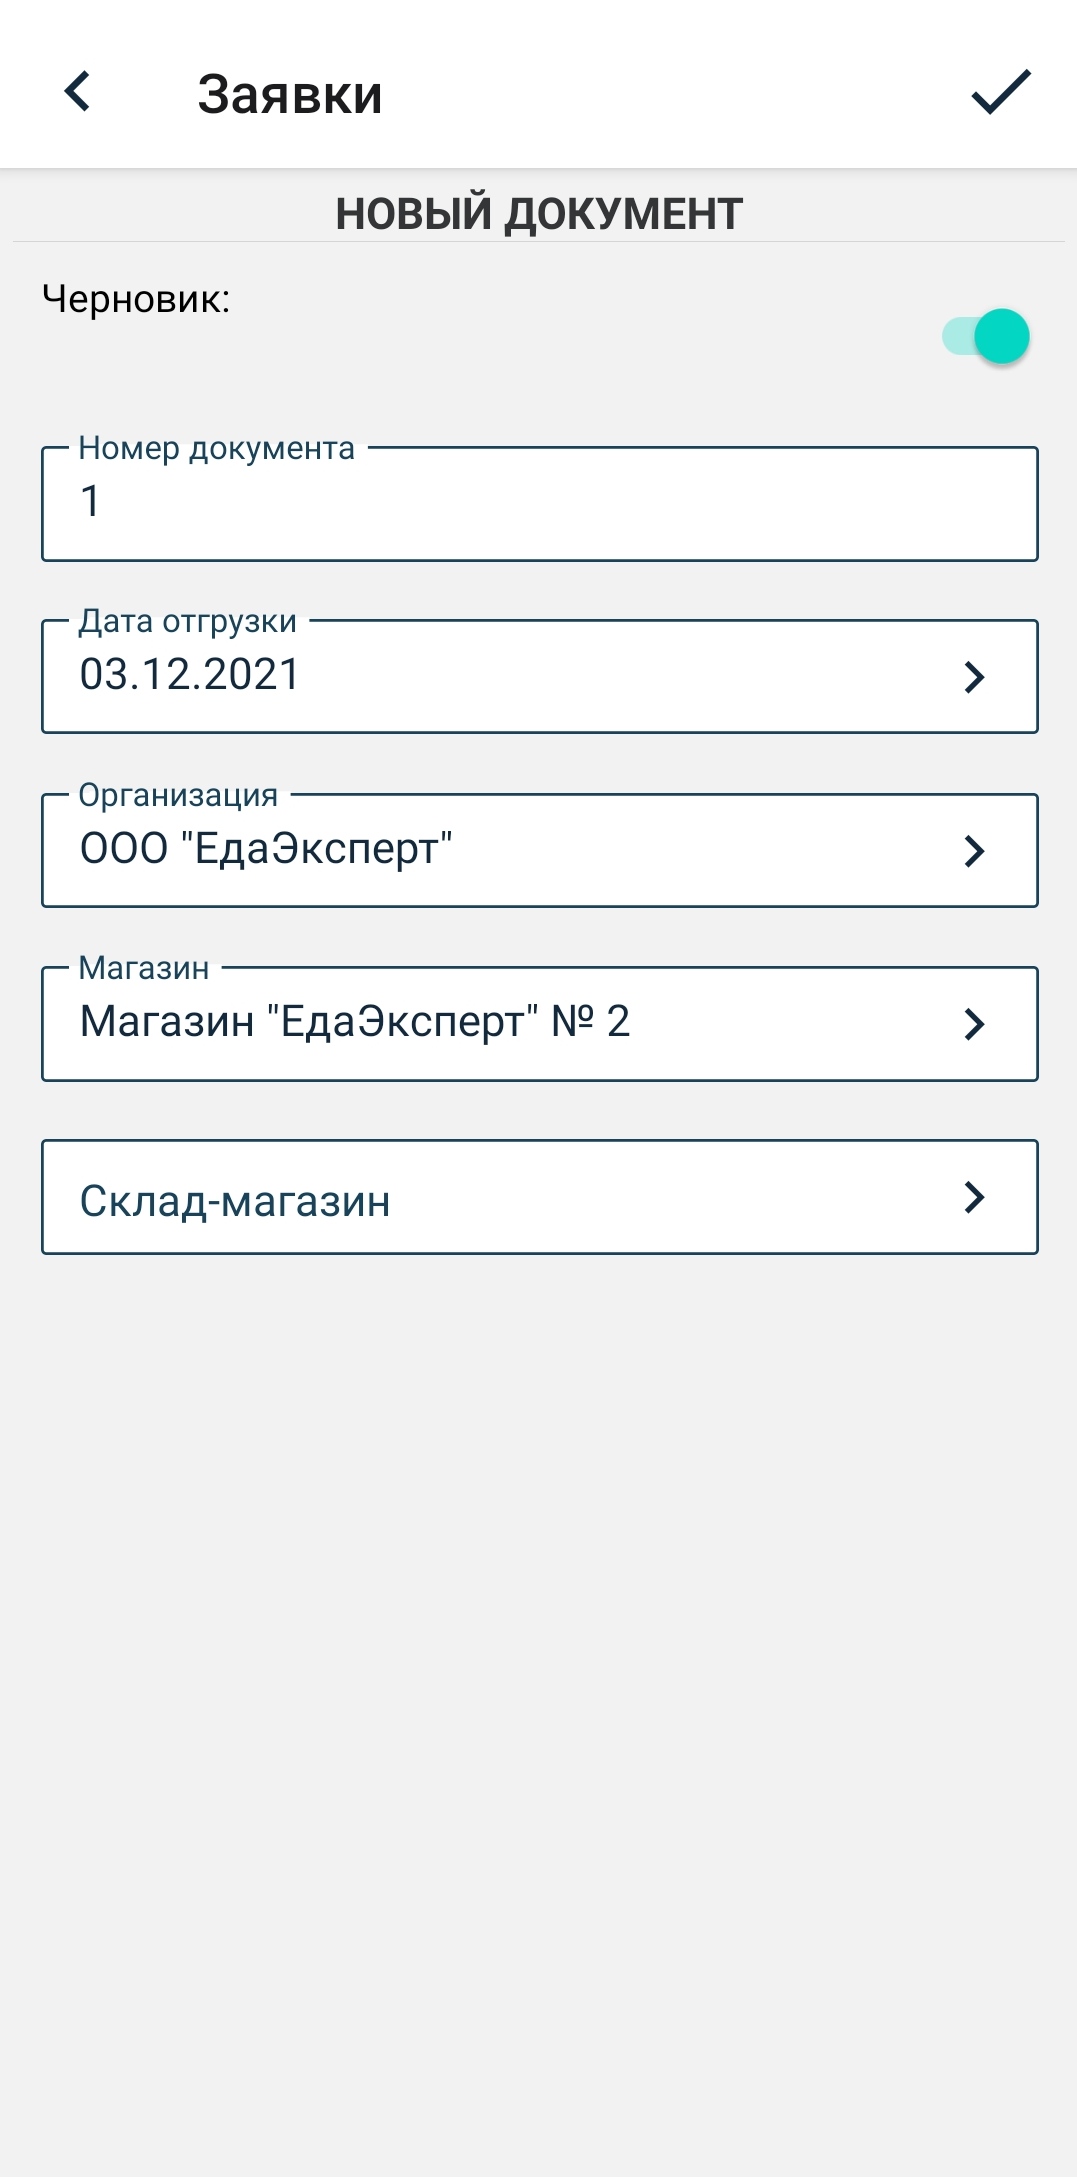 Заявки
НОВЫЙ ДОКУМЕНТ
Черновик:
Номер документа
1
Дата отгрузки
03.12.2021
Организация
ООО "ЕдаЭксперт"
Магазин
Магазин "ЕдаЭксперт" № 2
Склад-магазин